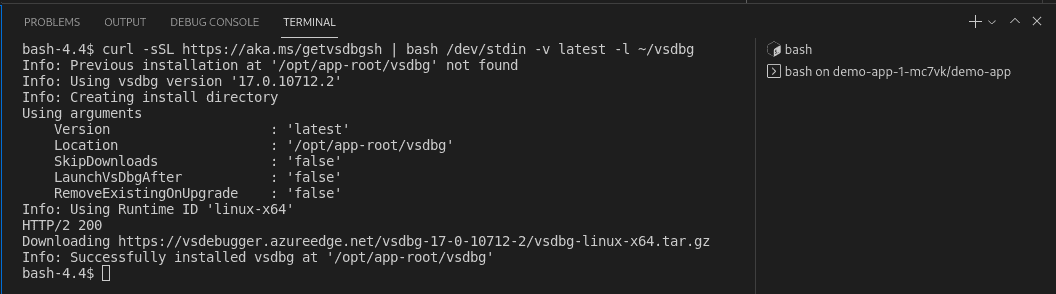 PROBLEMS OUTPUT DEBUG CONSOLE TERMINAL
bash-4.4$ curl -sSL https://aka.ms/getvsdbgsh | bash /dev/stdin -v latest -l ~/vsdbg
Info: Previous installation at '/opt/app-root/vsdbg' not found
Info: Using vsdbg version '17.0.10712.2'
Info: Creating install directory
Using arguments
    Version                    : 'latest'
    Location                   : '/opt/app-root/vsdbg'
    SkipDownloads              : 'false'
    LaunchVsDbgAfter           : 'false'
    RemoveExistingOnUpgrade    : 'false'
Info: Using Runtime ID 'linux-x64'
HTTP/2 200
Downloading https://vsdebugger.azureedge.net/vsdbg-17-0-10712-2/vsdbg-linux-x64.tar.gz
Info: Successfully installed vsdbg at '/opt/app-root/vsdbg'
bash-4.4$
bash
bash on demo-app-1-mc7vk/demo-app